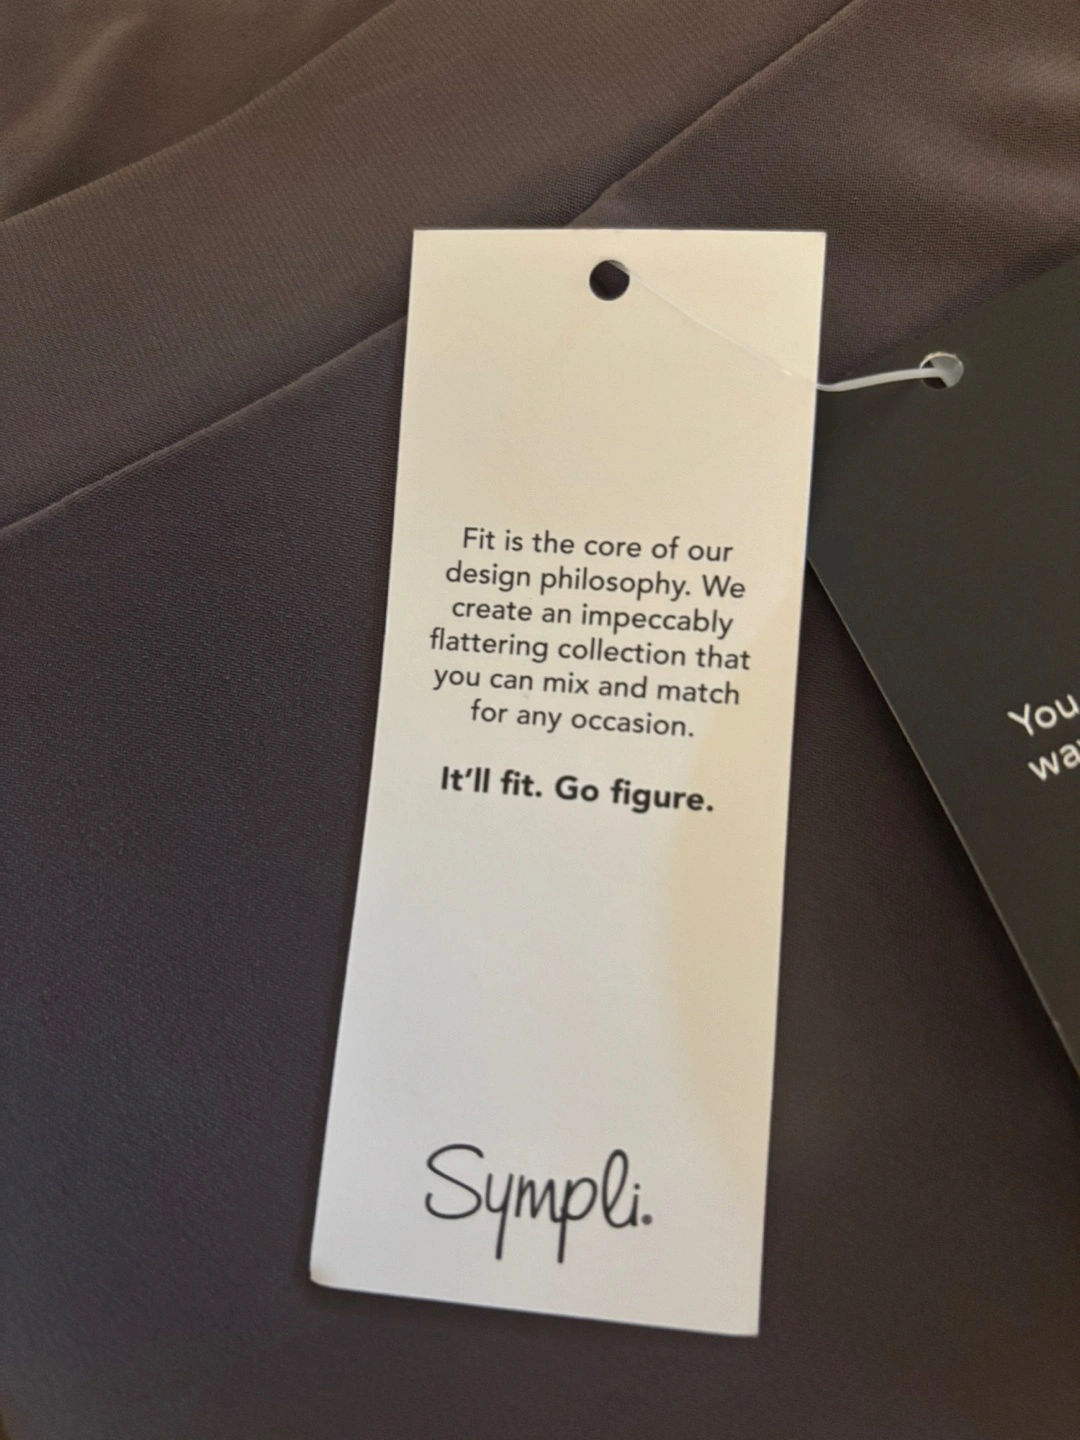 Fit is the core of our
design philosophy. We
create an impeccably
flattering collection that
you can mix and match
for any occasion.
It'll fit. Go figure.
Sympli.
You